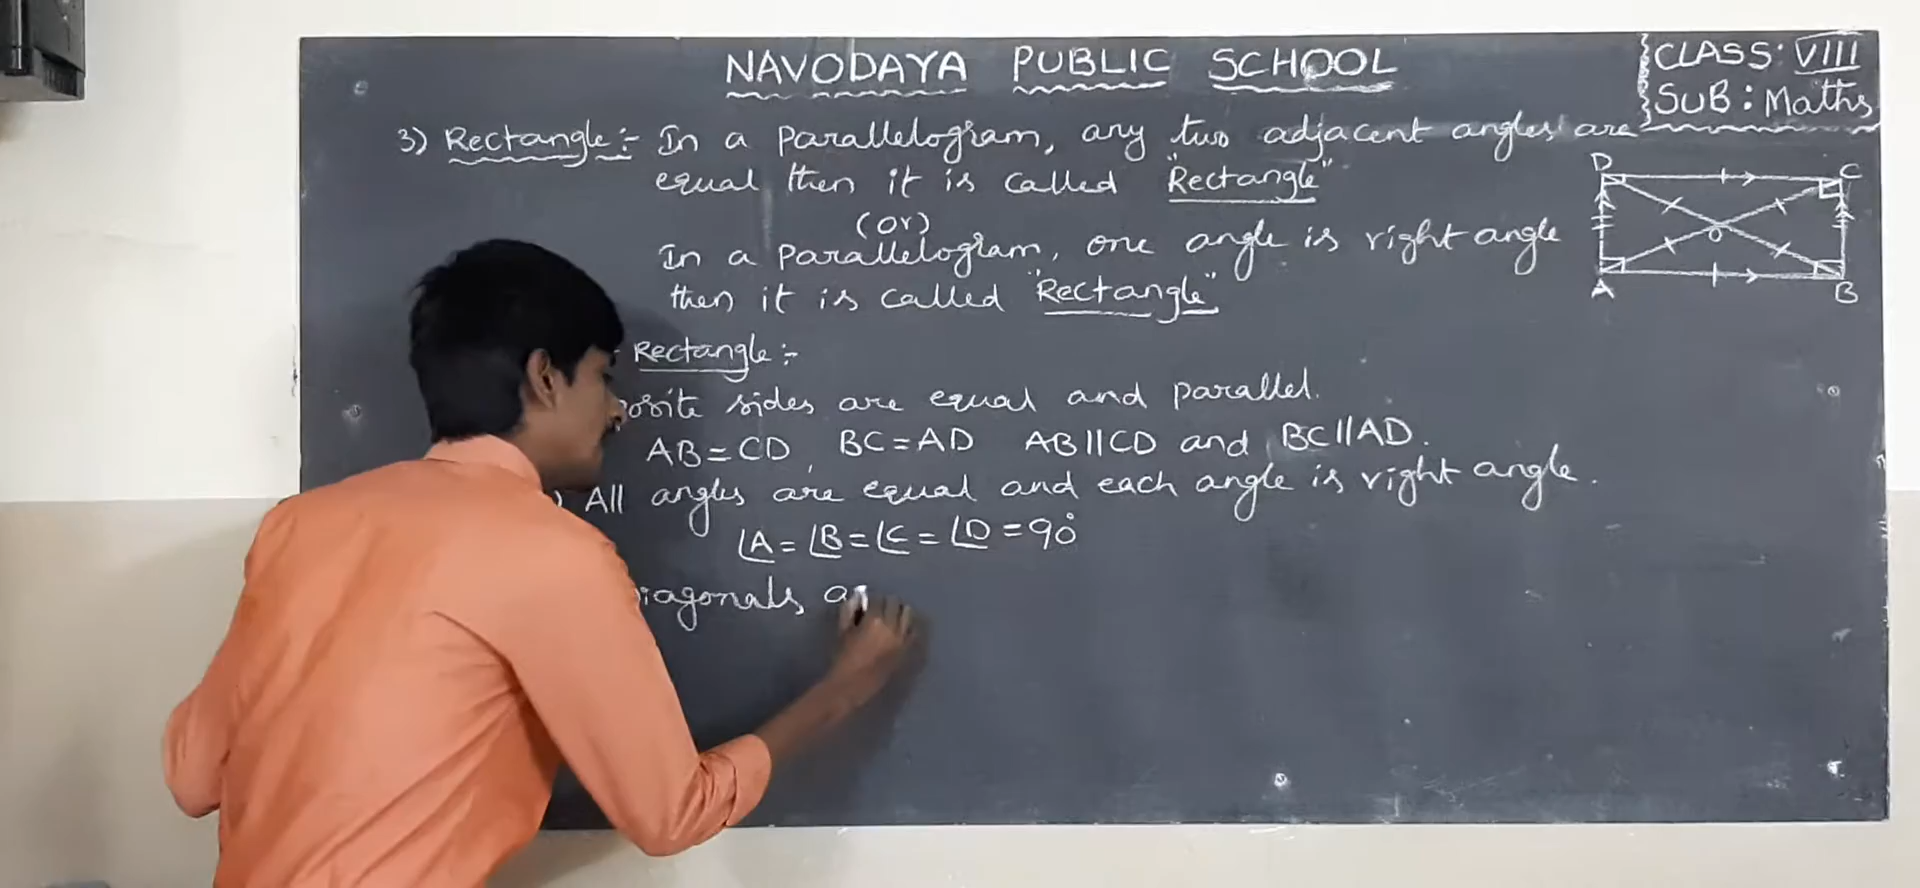 NAVODAYA PUBLIC SCHOOL
CLASS: VIII
SUB: Maths
3) Rectangle:- In a parallelogram, any two adjacent angles are
equal then it is called "Rectangle"
(or)
In a parallelogram, one angle is right angle
then it is called "Rectangle"
D C
O
A B
Rectangle:-
sides are equal and parallel.
AB=CD, BC=AD AB||CD and BC||AD.
) All angles are equal and each angle is right angle.
∠A=∠B=∠C=∠D=90°